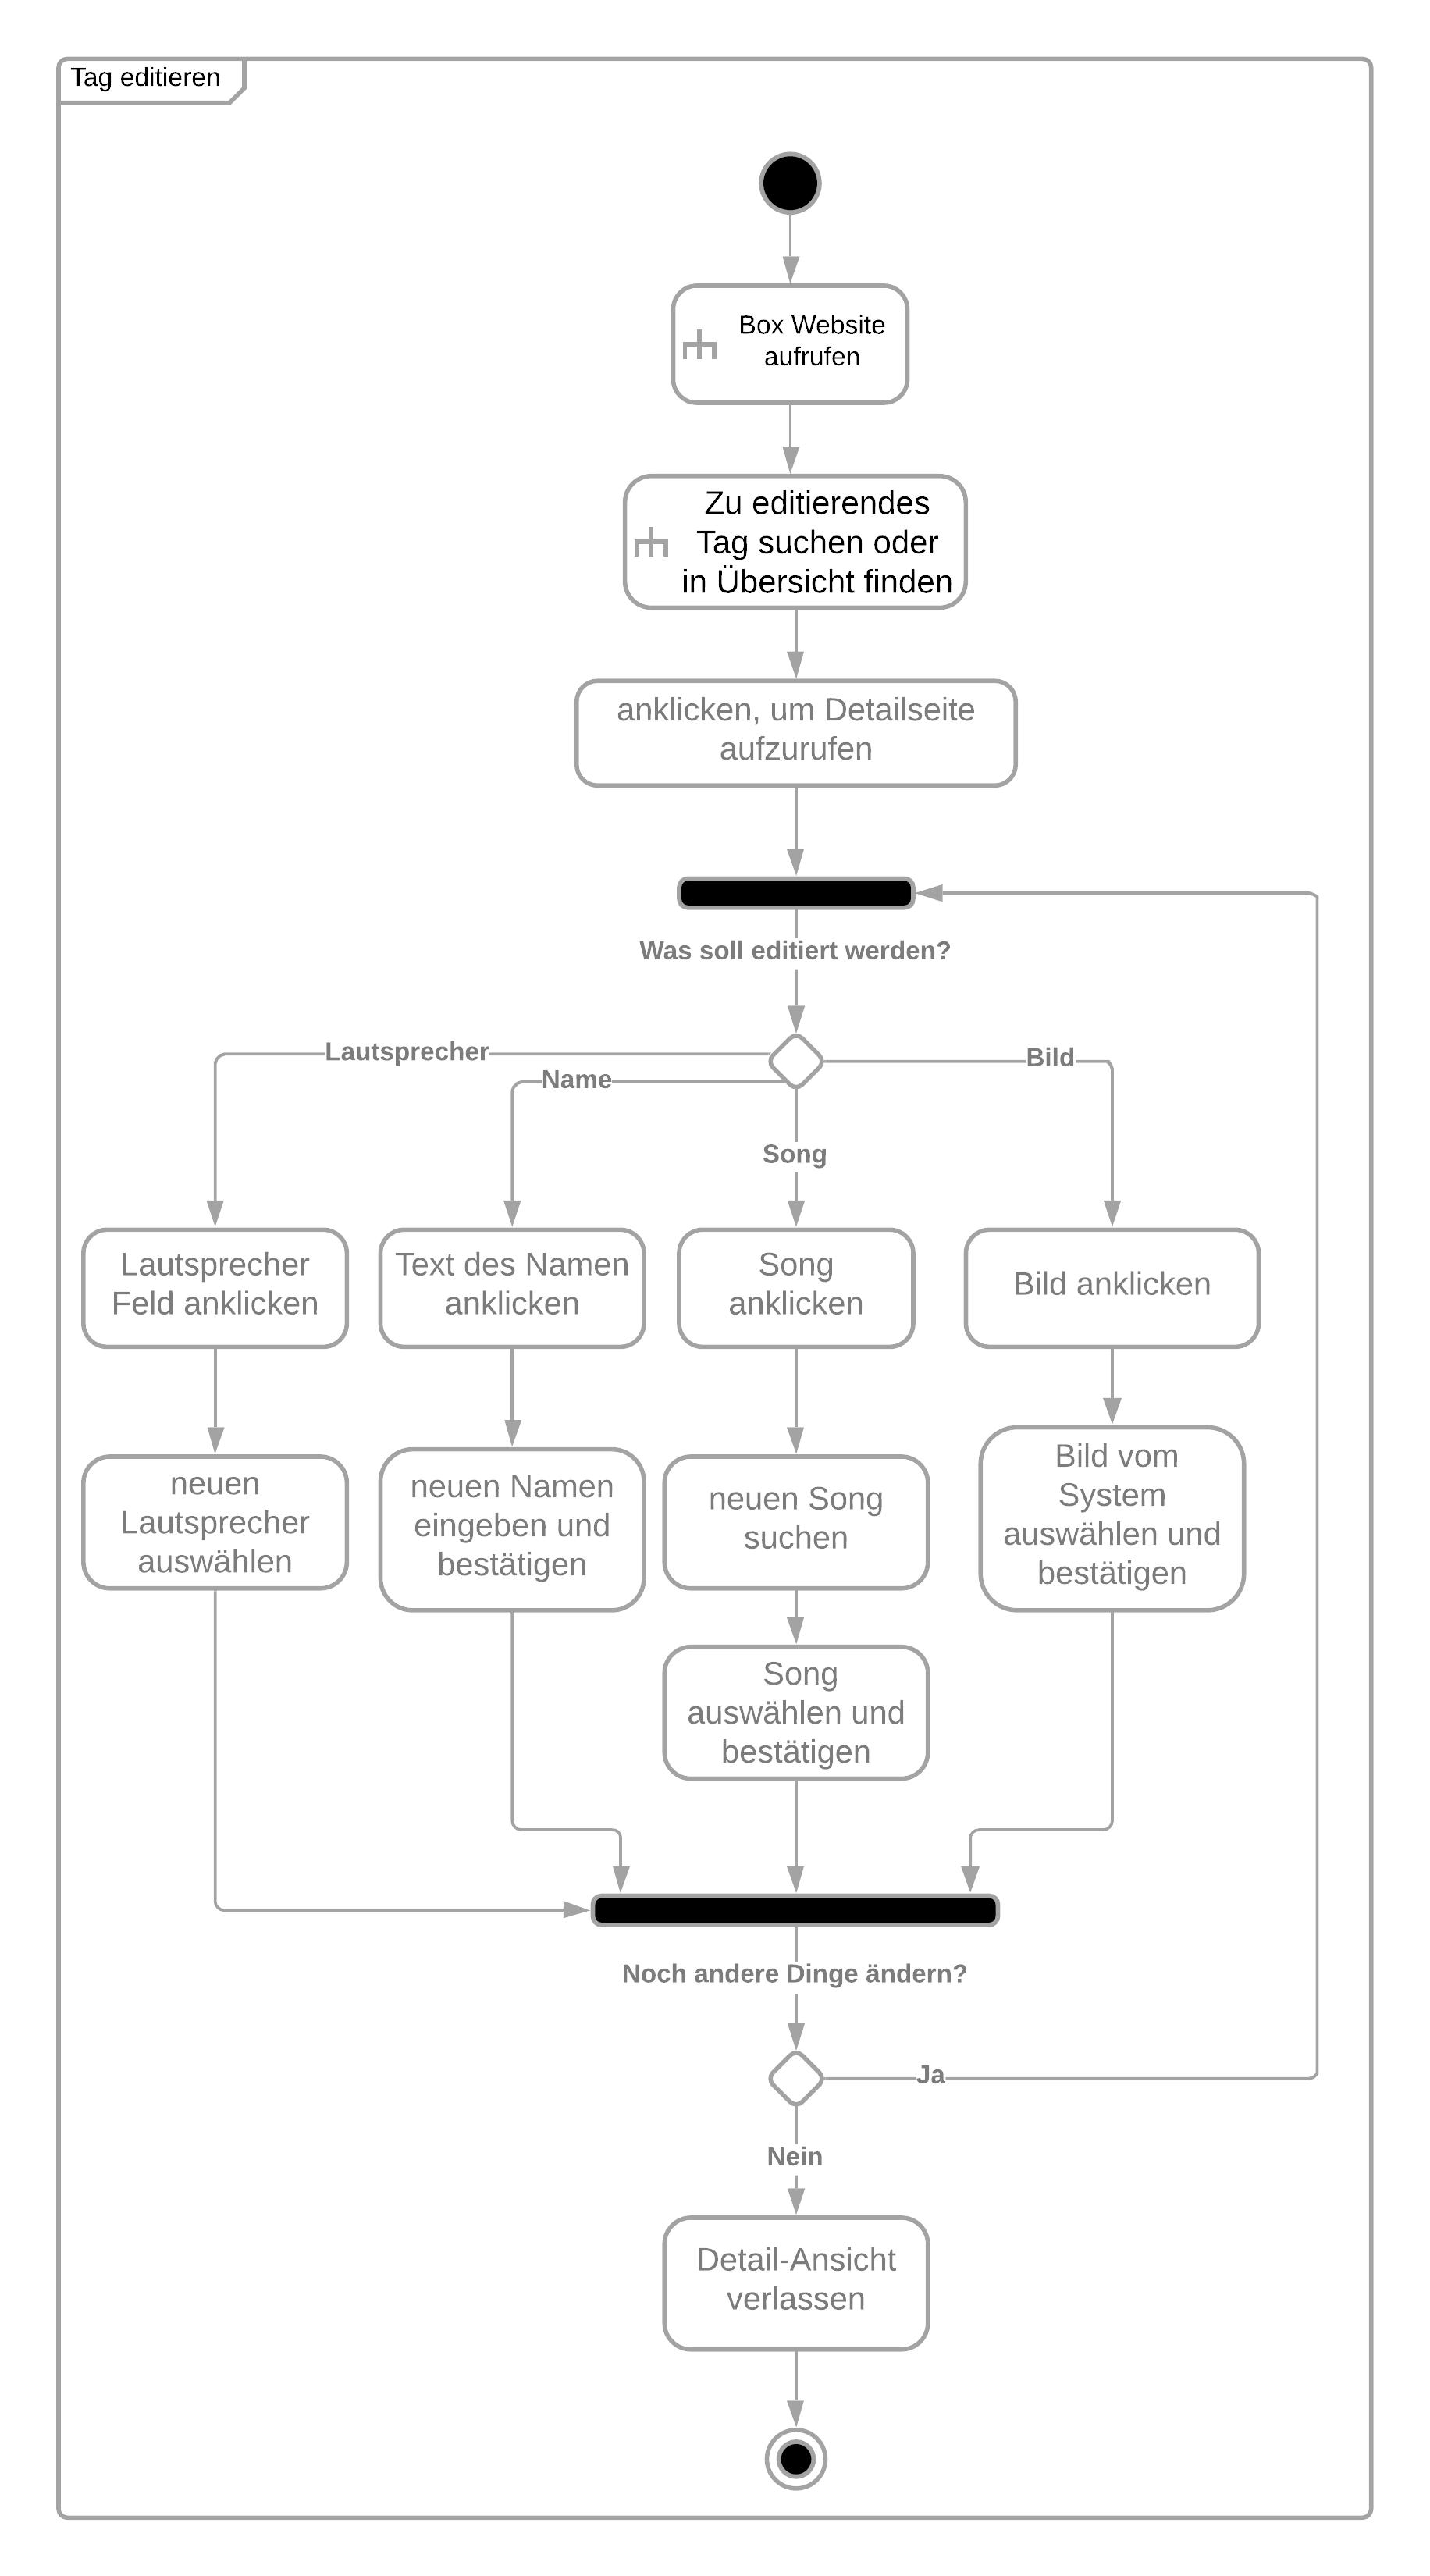 Tag editieren
Box Website
aufrufen
Zu editierendes
Tag suchen oder
in Übersicht finden
anklicken, um Detailseite
aufzurufen
Was soll editiert werden?
Lautsprecher
Name
Bild
Song
Lautsprecher
Feld anklicken
Text des Namen
anklicken
Song
anklicken
Bild anklicken
neuen
Lautsprecher
auswählen
neuen Namen
eingeben und
bestätigen
neuen Song
suchen
Bild vom
System
auswählen und
bestätigen
Song
auswählen und
bestätigen
Noch andere Dinge ändern?
Ja
Nein
Detail-Ansicht
verlassen